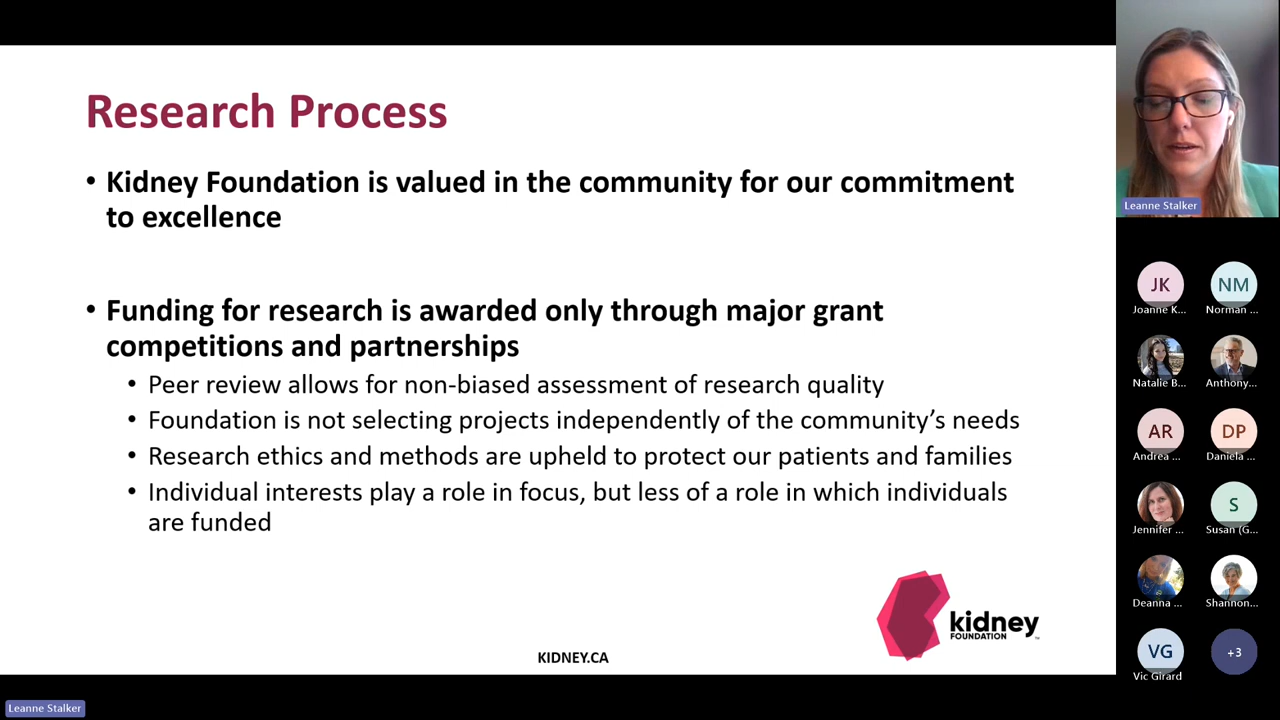 Research Process
• Kidney Foundation is valued in the community for our commitment
to excellence
• Funding for research is awarded only through major grant
competitions and partnerships
• Peer review allows for non-biased assessment of research quality
• Foundation is not selecting projects independently of the community’s needs
• Research ethics and methods are upheld to protect our patients and families
• Individual interests play a role in focus, but less of a role in which individuals
are funded
kidney
FOUNDATION
KIDNEY.CA
Leanne Stalker
Leanne Stalker
JK
Joanne K...
NM
Norman ...
Natalie B...
Anthony...
AR
Andrea ...
DP
Daniela ...
Jennifer ...
S
Susan (G...
Deanna ...
Shannon...
VG
Vic Girard
+3